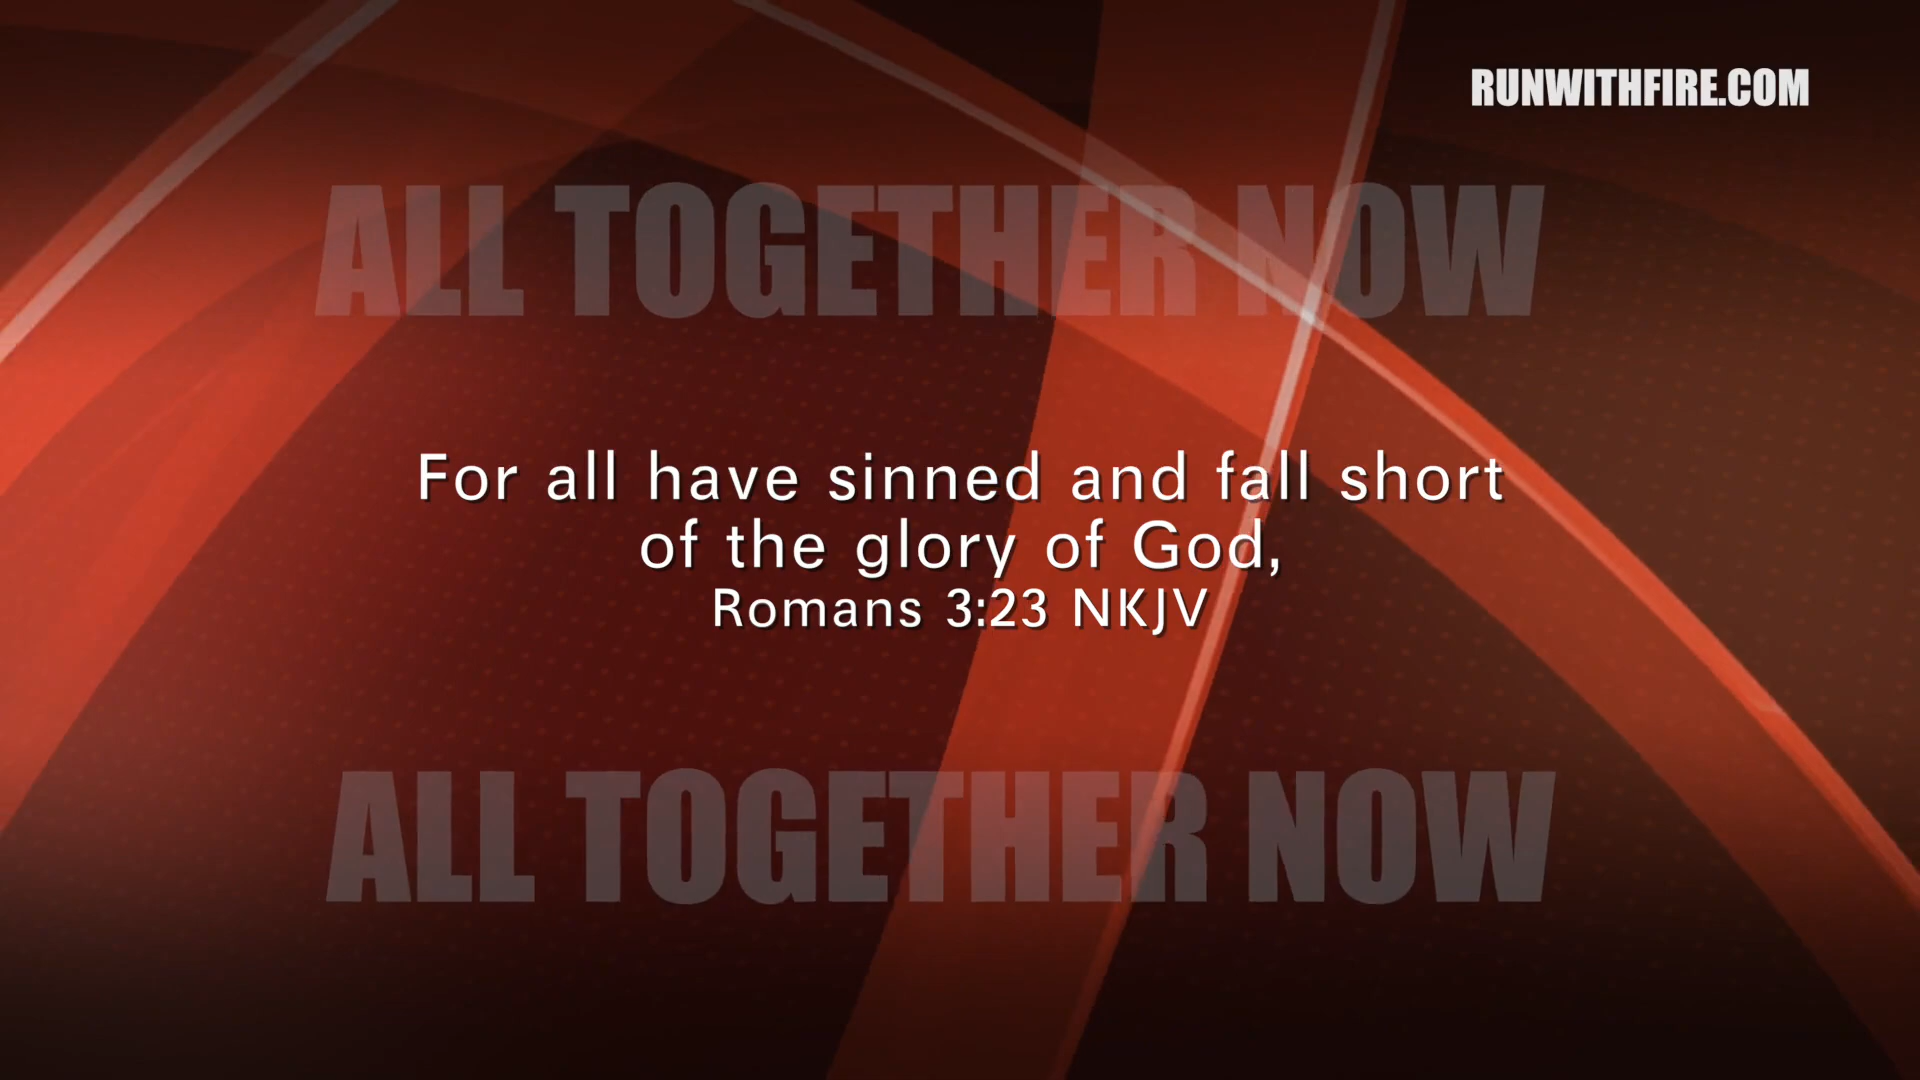 RUNWITHFIRE.COM
ALL TOGETHER NOW
For all have sinned and fall short
of the glory of God,
Romans 3:23 NKJV
ALL TOGETHER NOW